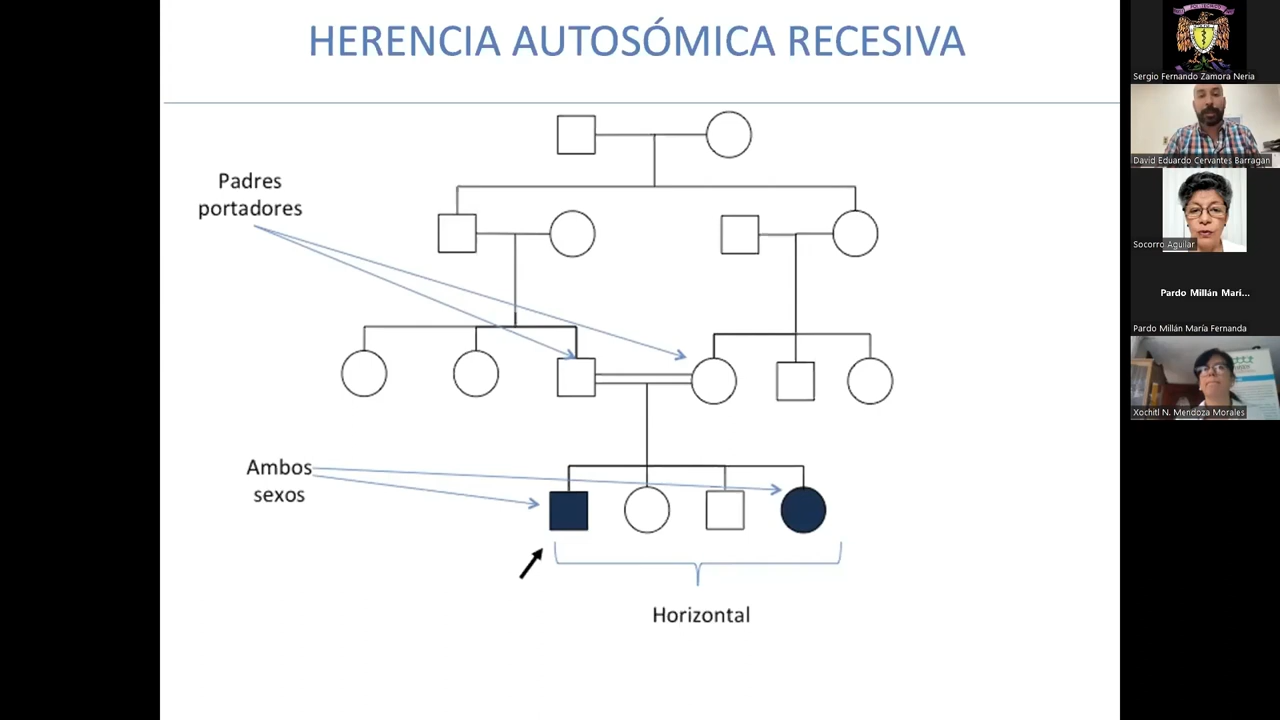 HERENCIA AUTOSÓMICA RECESIVA
Padres
portadores
Ambos
sexos
Horizontal
Sergio Fernando Zamora Neria
David Eduardo Cervantes Barragan
Socorro Aguilar
Pardo Millán Marí...
Pardo Millán María Fernanda
Xochitl N. Mendoza Morales